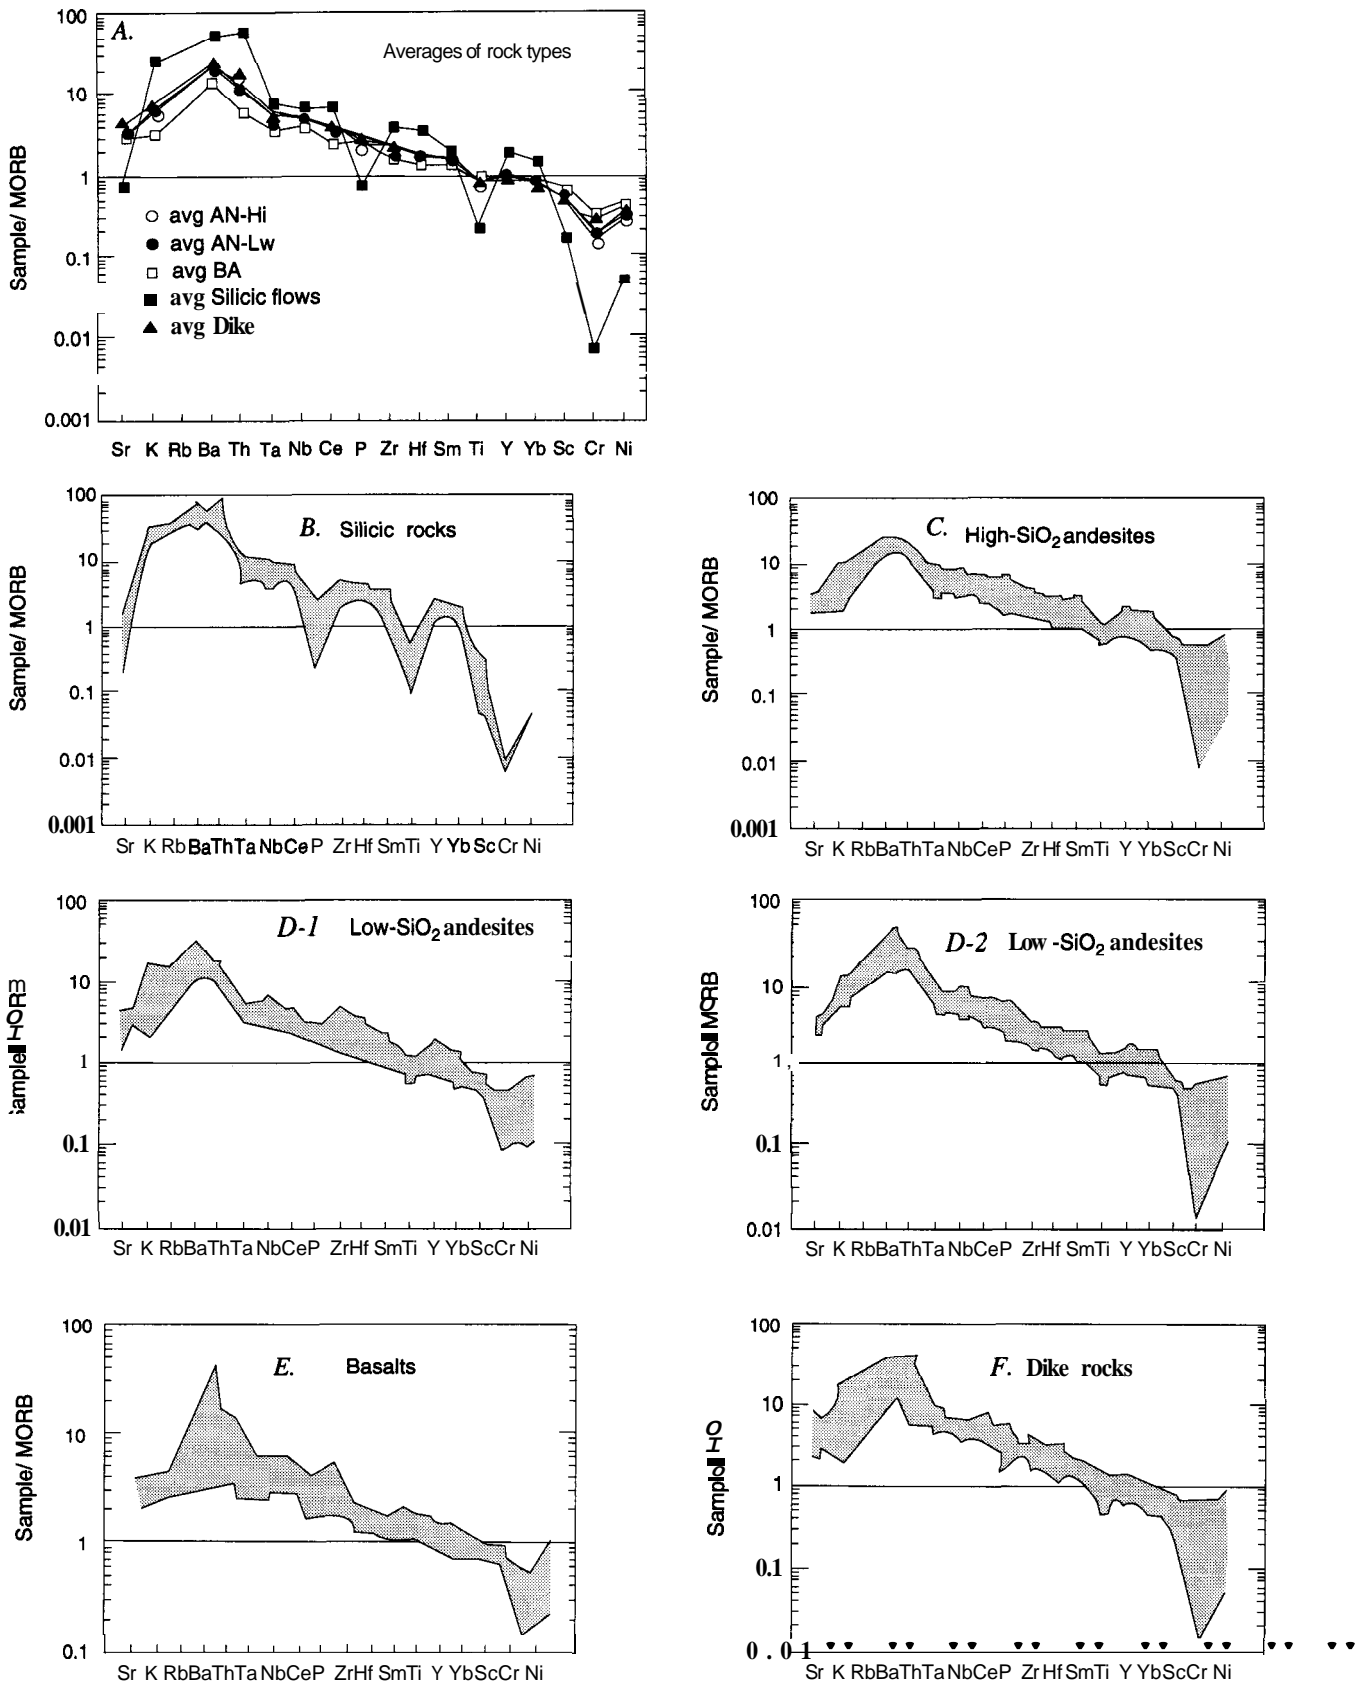 A. Averages of rock types
100
10
1
0.1
0.01
0.001
Sample/ MORB
avg AN-Hi
avg AN-Lw
avg BA
avg Silicic flows
avg Dike
Sr K Rb Ba Th Ta Nb Ce P Zr Hf Sm Ti Y Yb Sc Cr Ni
B. Silicic rocks
100
10
1
0.1
0.01
0.001
Sample/ MORB
Sr K Rb Ba Th Ta Nb Ce P Zr Hf Sm Ti Y Yb Sc Cr Ni
C. High-SiO2 andesites
100
10
1
0.1
0.01
0.001
Sample/ MORB
Sr K Rb Ba Th Ta Nb Ce P Zr Hf Sm Ti Y Yb Sc Cr Ni
D-1 Low-SiO2 andesites
100
10
1
0.1
0.01
Sr K Rb Ba Th Ta Nb Ce P Zr Hf Sm Ti Y Yb Sc Cr Ni
D-2 Low-SiO2 andesites
100
10
1
0.1
0.01
Sr K Rb Ba Th Ta Nb Ce P Zr Hf Sm Ti Y Yb Sc Cr Ni
E. Basalts
100
10
1
0.1
Sample/ MORB
Sr K Rb Ba Th Ta Nb Ce P Zr Hf Sm Ti Y Yb Sc Cr Ni
F. Dike rocks
100
10
1
0.1
0.01
Sr K Rb Ba Th Ta Nb Ce P Zr Hf Sm Ti Y Yb Sc Cr Ni